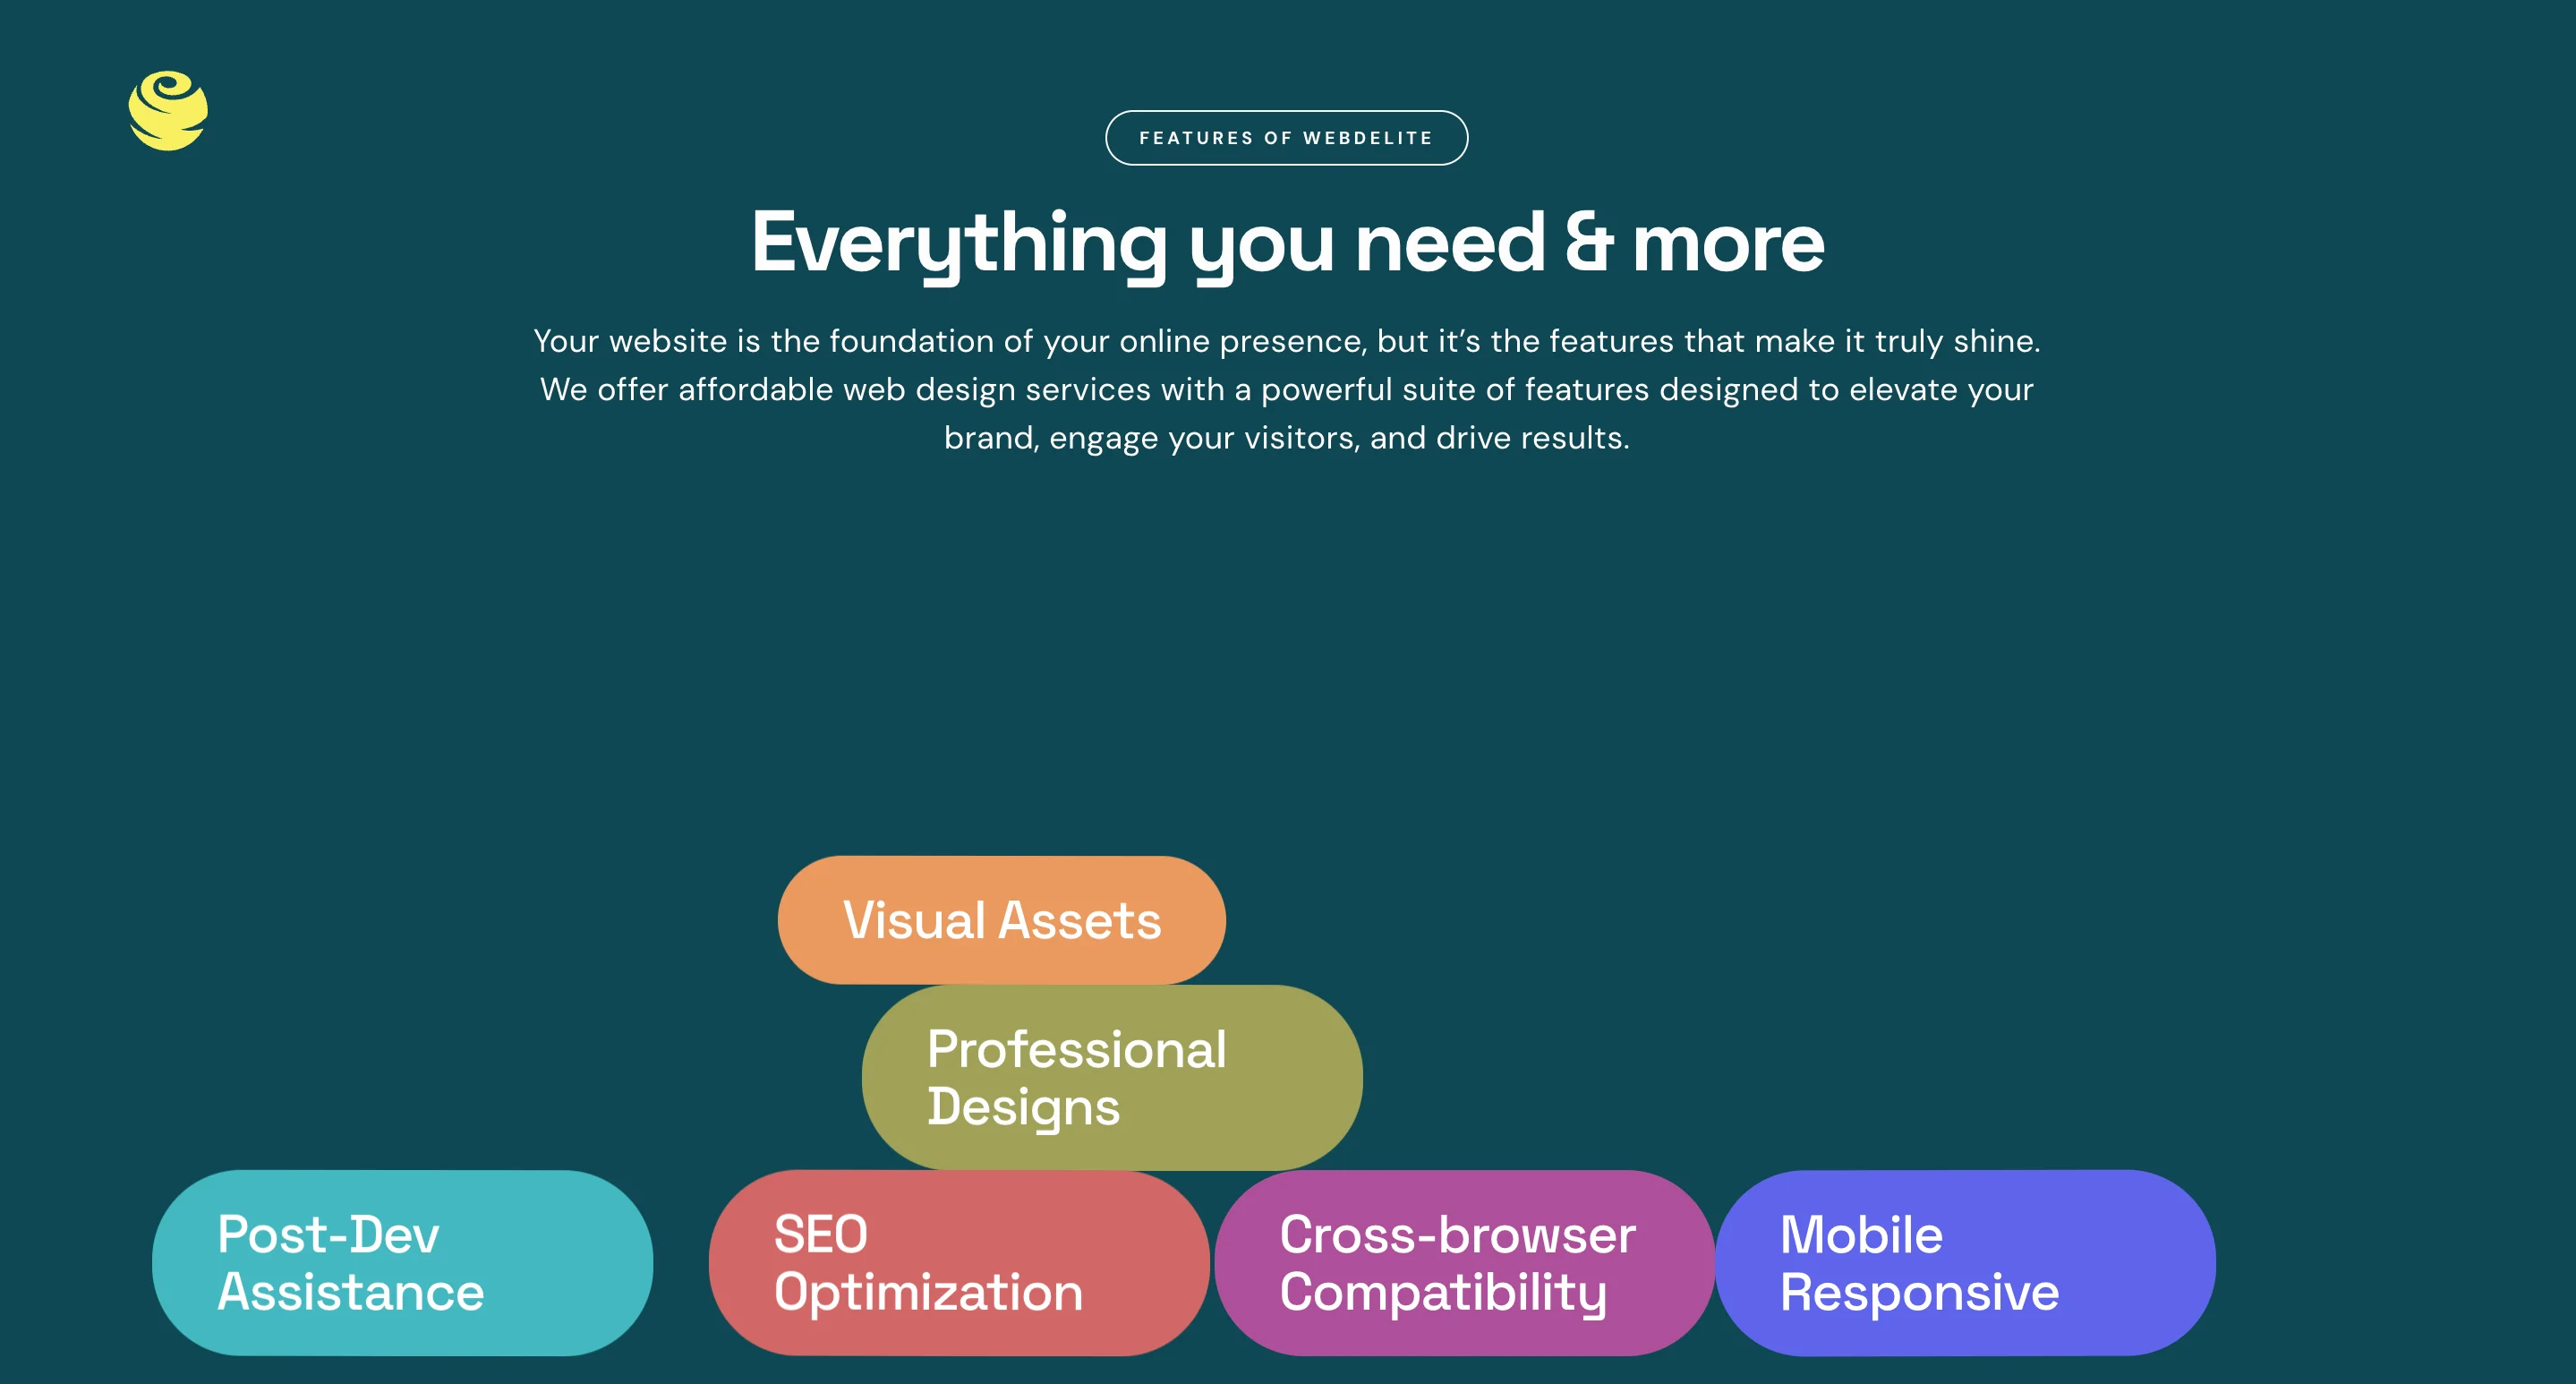 FEATURES OF WEBDELITE
Everything you need & more
Your website is the foundation of your online presence, but it’s the features that make it truly shine.
We offer affordable web design services with a powerful suite of features designed to elevate your
brand, engage your visitors, and drive results.
Visual Assets
Professional
Designs
Post-Dev
Assistance
SEO
Optimization
Cross-browser
Compatibility
Mobile
Responsive